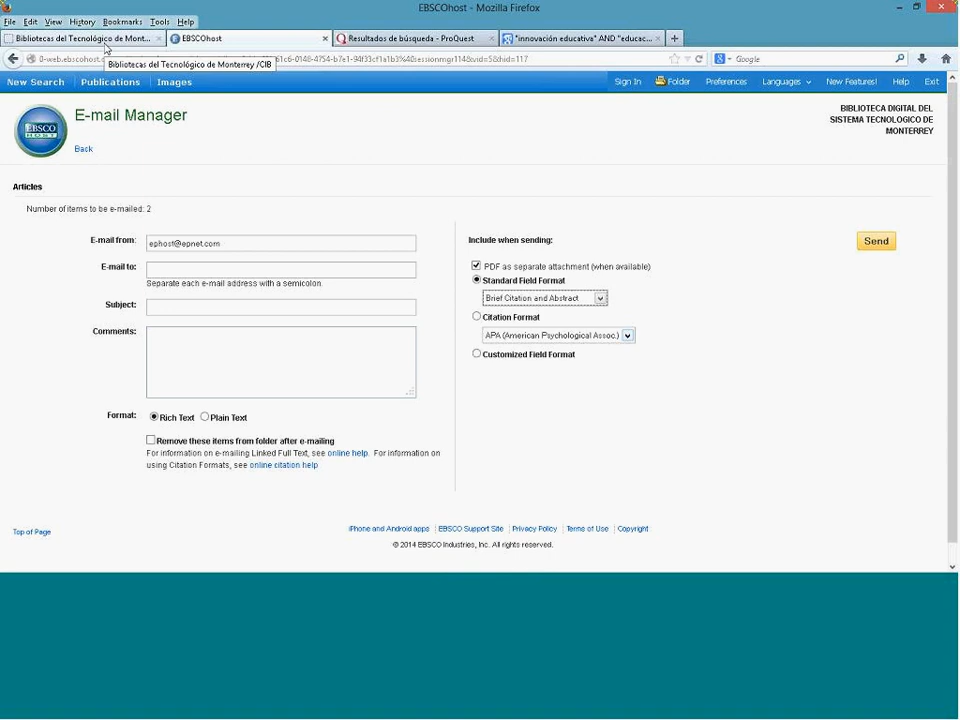 EBSCOhost - Mozilla Firefox
File Edit View History Bookmarks Tools Help
Bibliotecas del Tecnológico de Mont...
EBSCOhost
Resultados de búsqueda - ProQuest
"innovación educativa" AND "educac...
Google
Bibliotecas del Tecnológico de Monterrey /CIB
New Search Publications Images
Sign In Folder Preferences Languages New Features! Help Exit
EBSCO HOST
E-mail Manager
Back
BIBLIOTECA DIGITAL DEL
SISTEMA TECNOLOGICO DE
MONTERREY
Articles
Number of items to be e-mailed: 2
E-mail from: ephost@epnet.com
E-mail to:
Separate each e-mail address with a semicolon.
Subject:
Comments:
Format: Rich Text Plain Text
Remove these items from folder after e-mailing
For information on e-mailing Linked Full Text, see online help. For information on
using Citation Formats, see online citation help
Include when sending:
Send
PDF as separate attachment (when available)
Standard Field Format
Brief Citation and Abstract
Citation Format
APA (American Psychological Assoc.)
Customized Field Format
Top of Page
iPhone and Android apps EBSCO Support Site Privacy Policy Terms of Use Copyright
© 2014 EBSCO Industries, Inc. All rights reserved.